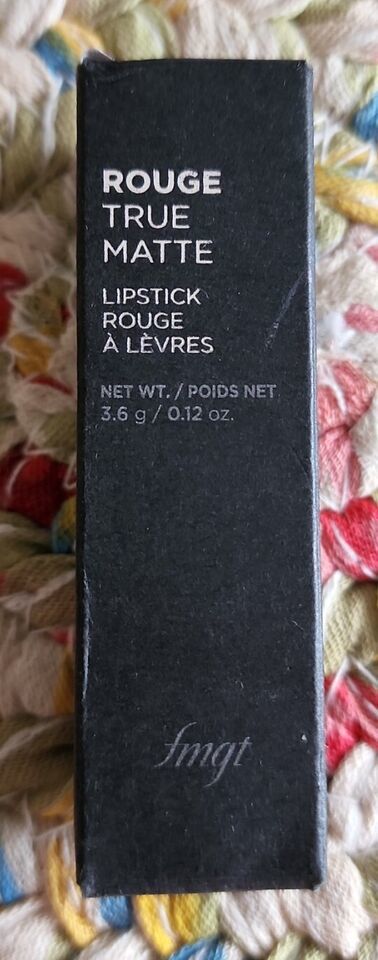 ROUGE
TRUE
MATTE
LIPSTICK
ROUGE
À LÈVRES
NET WT. / POIDS NET
3.6 g / 0.12 oz.
fmgt